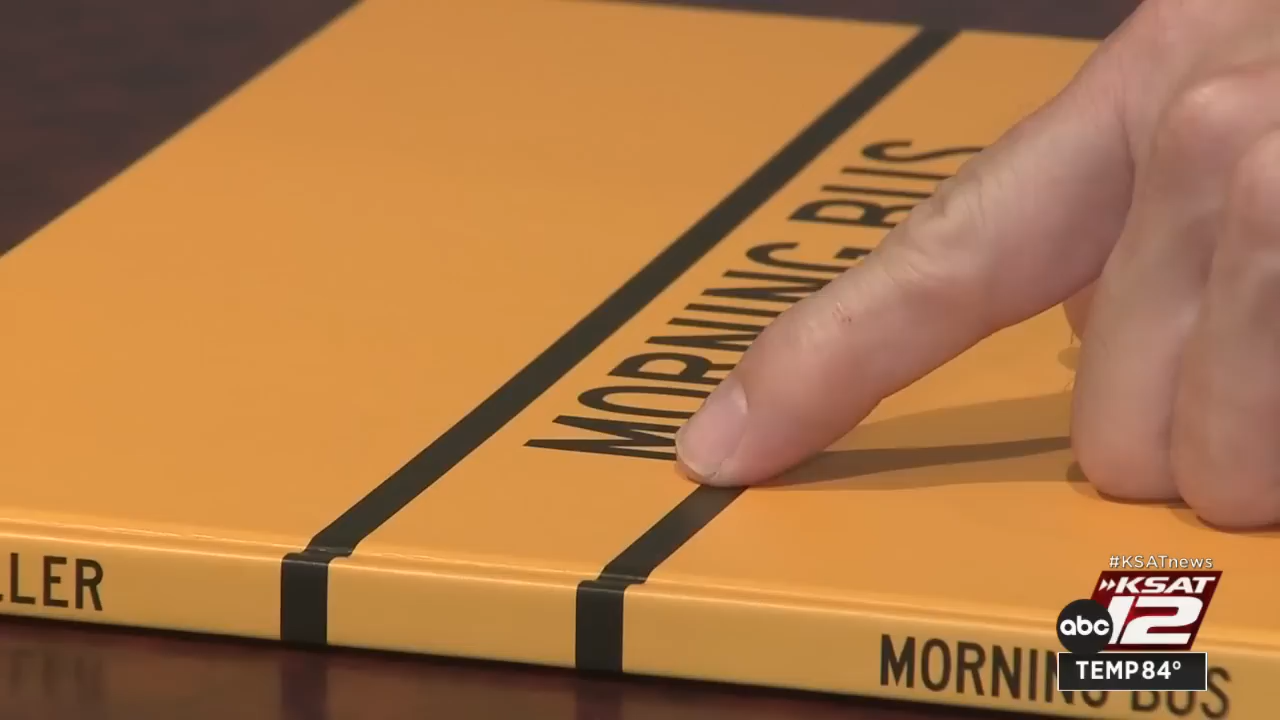 MORNING BUS
LLER
MORNING BUS
#KSATnews
KSAT
abc 12
TEMP 84°